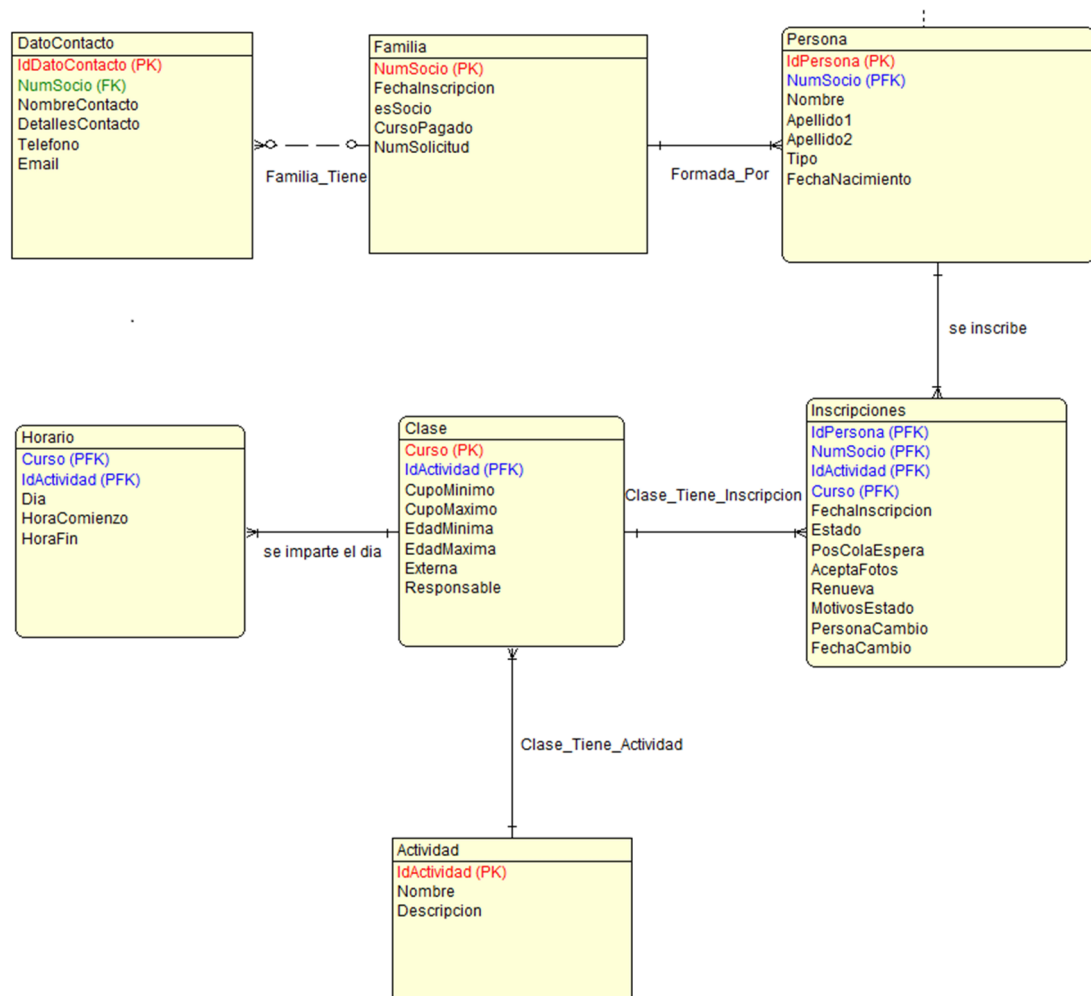 DatoContacto
IdDatoContacto (PK)
NumSocio (FK)
NombreContacto
DetallesContacto
Telefono
Email
Familia_Tiene
Familia
NumSocio (PK)
FechaInscripcion
esSocio
CursoPagado
NumSolicitud
Formada_Por
Persona
IdPersona (PK)
NumSocio (PFK)
Nombre
Apellido1
Apellido2
Tipo
FechaNacimiento
se inscribe
Horario
Curso (PFK)
IdActividad (PFK)
Dia
HoraComienzo
HoraFin
se imparte el dia
Clase
Curso (PK)
IdActividad (PFK)
CupoMinimo
CupoMaximo
EdadMinima
EdadMaxima
Externa
Responsable
Clase_Tiene_Inscripcion
Inscripciones
IdPersona (PFK)
NumSocio (PFK)
IdActividad (PFK)
Curso (PFK)
FechaInscripcion
Estado
PosColaEspera
AceptaFotos
Renueva
MotivosEstado
PersonaCambio
FechaCambio
Clase_Tiene_Actividad
Actividad
IdActividad (PK)
Nombre
Descripcion